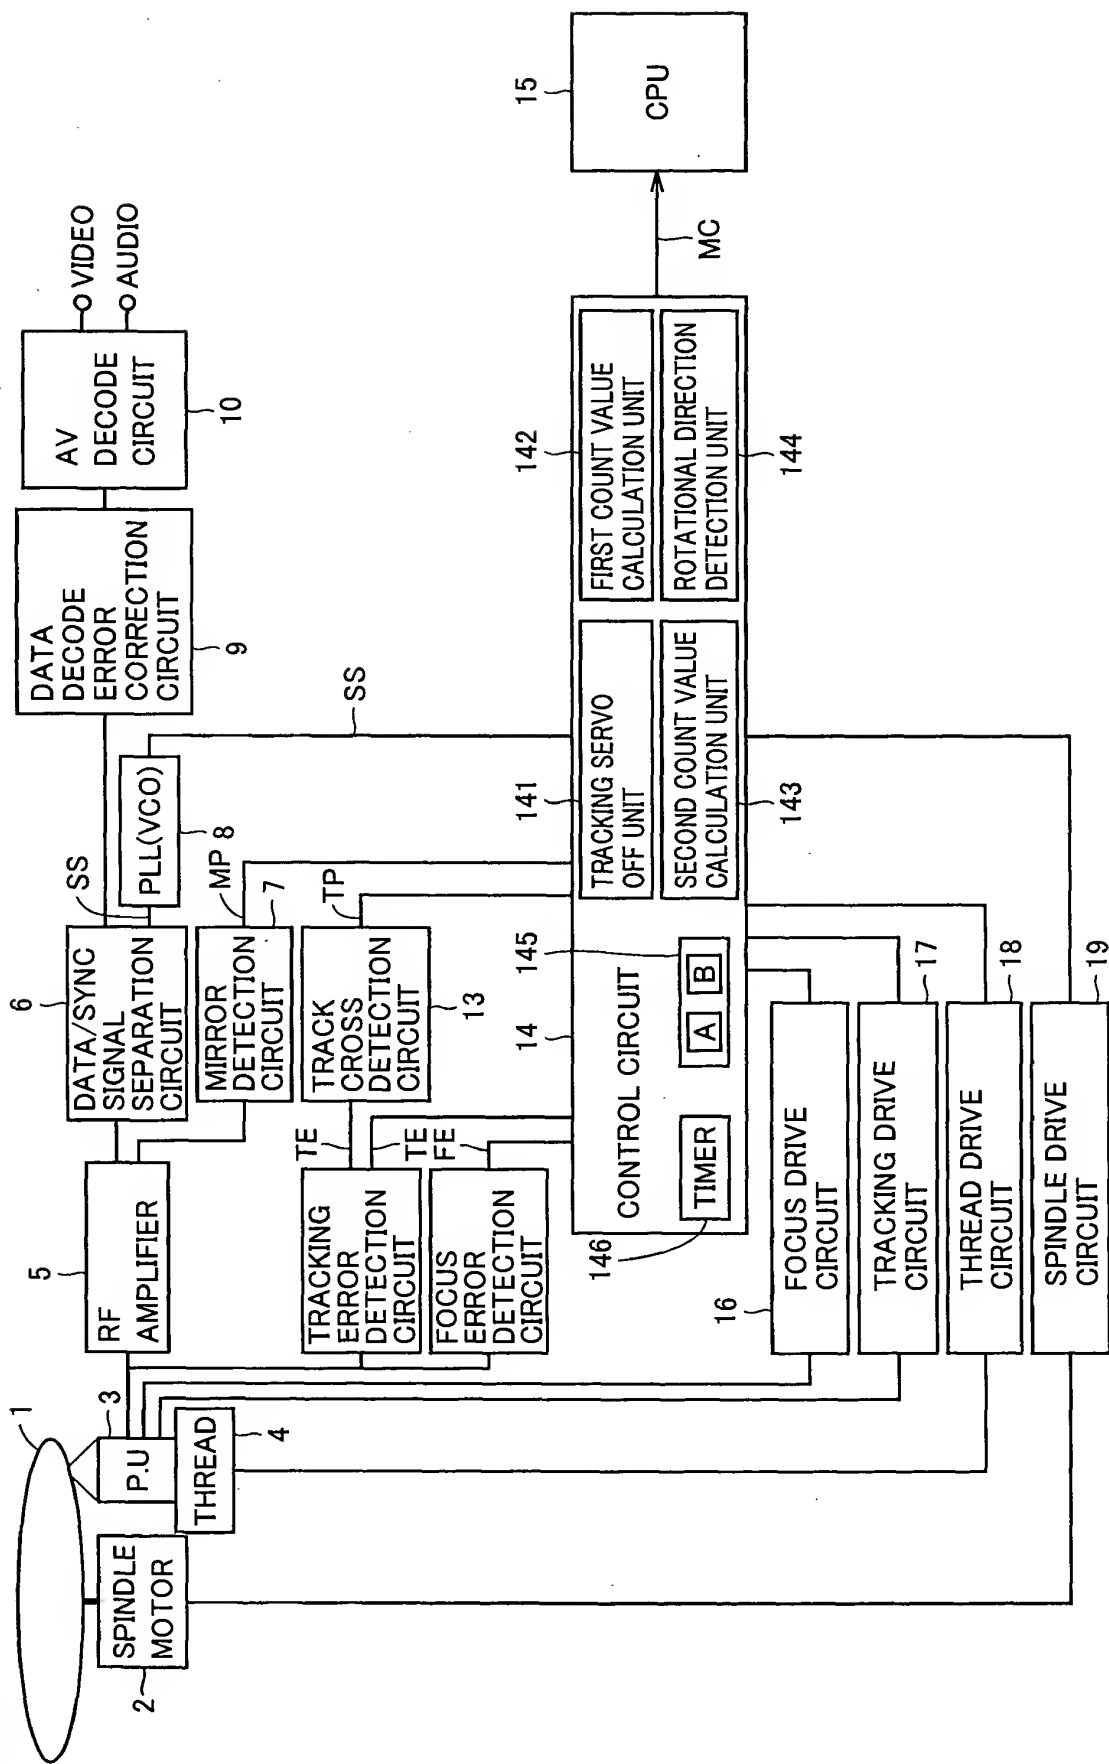 1
3
P.U
THREAD
4
SPINDLE
MOTOR
2
5
RF
AMPLIFIER
6
DATA/SYNC
SIGNAL
SEPARATION
CIRCUIT
SS
PLL(VCO)
8
SS
DATA
DECODE
ERROR
CORRECTION
CIRCUIT
9
AV
DECODE
CIRCUIT
10
VIDEO
AUDIO
MIRROR
DETECTION
CIRCUIT
7
MP
TRACK
CROSS
DETECTION
CIRCUIT
13
TP
TRACKING
ERROR
DETECTION
CIRCUIT
TE
TE
FOCUS
ERROR
DETECTION
CIRCUIT
FE
CONTROL CIRCUIT
14
TIMER
146
145
A
B
141
TRACKING SERVO
OFF UNIT
142
FIRST COUNT VALUE
CALCULATION UNIT
SECOND COUNT VALUE
CALCULATION UNIT
143
ROTATIONAL DIRECTION
DETECTION UNIT
144
MC
15
CPU
16
FOCUS DRIVE
CIRCUIT
TRACKING DRIVE
CIRCUIT
17
THREAD DRIVE
CIRCUIT
18
SPINDLE DRIVE
CIRCUIT
19